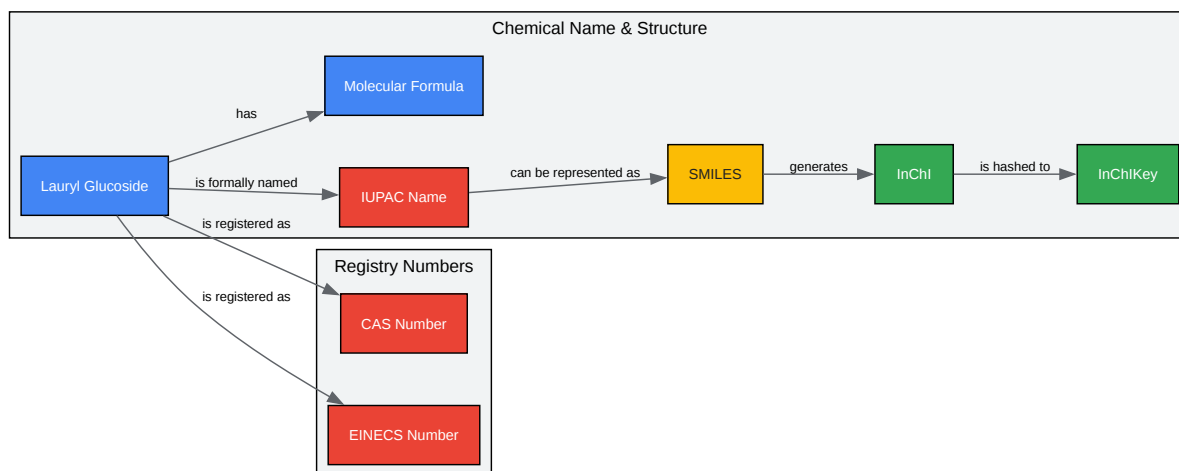 Chemical Name & Structure
Molecular Formula
has
Lauryl Glucoside
is formally named
IUPAC Name
can be represented as
SMILES
generates
InChI
is hashed to
InChIKey
is registered as
Registry Numbers
CAS Number
is registered as
EINECS Number